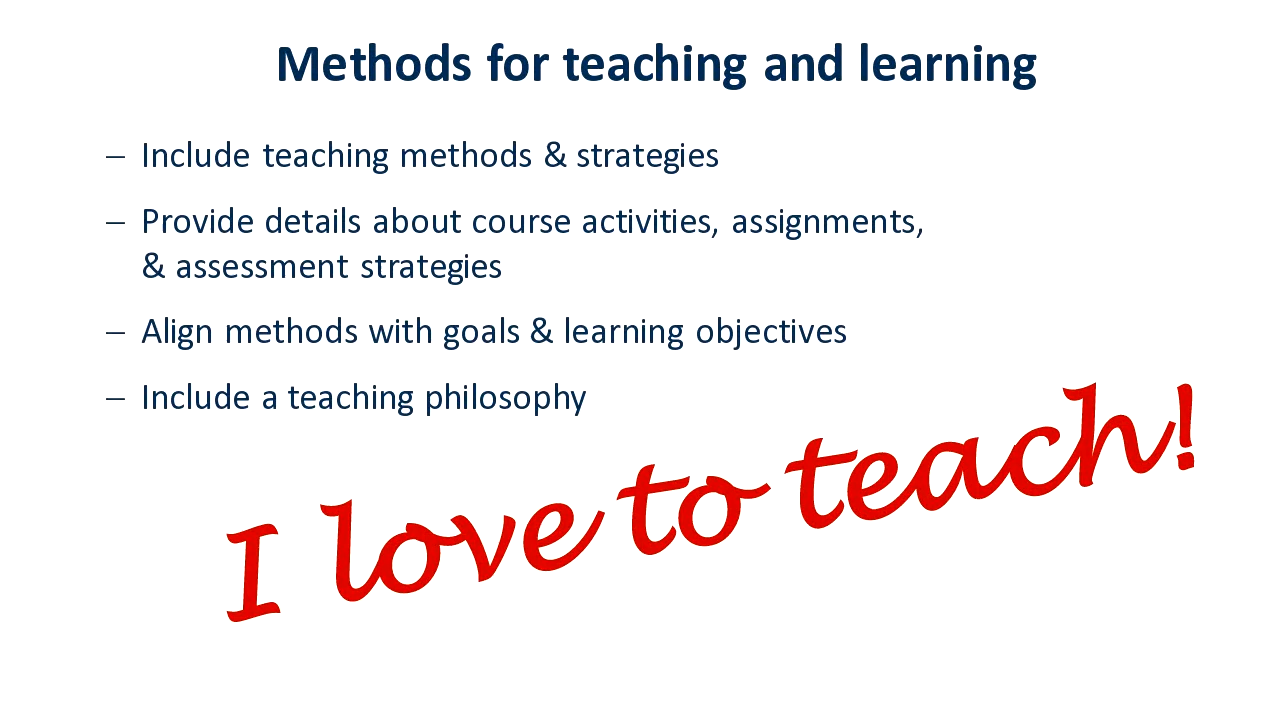 Methods for teaching and learning
– Include teaching methods & strategies
– Provide details about course activities, assignments,
& assessment strategies
– Align methods with goals & learning objectives
– Include a teaching philosophy
I love to teach!